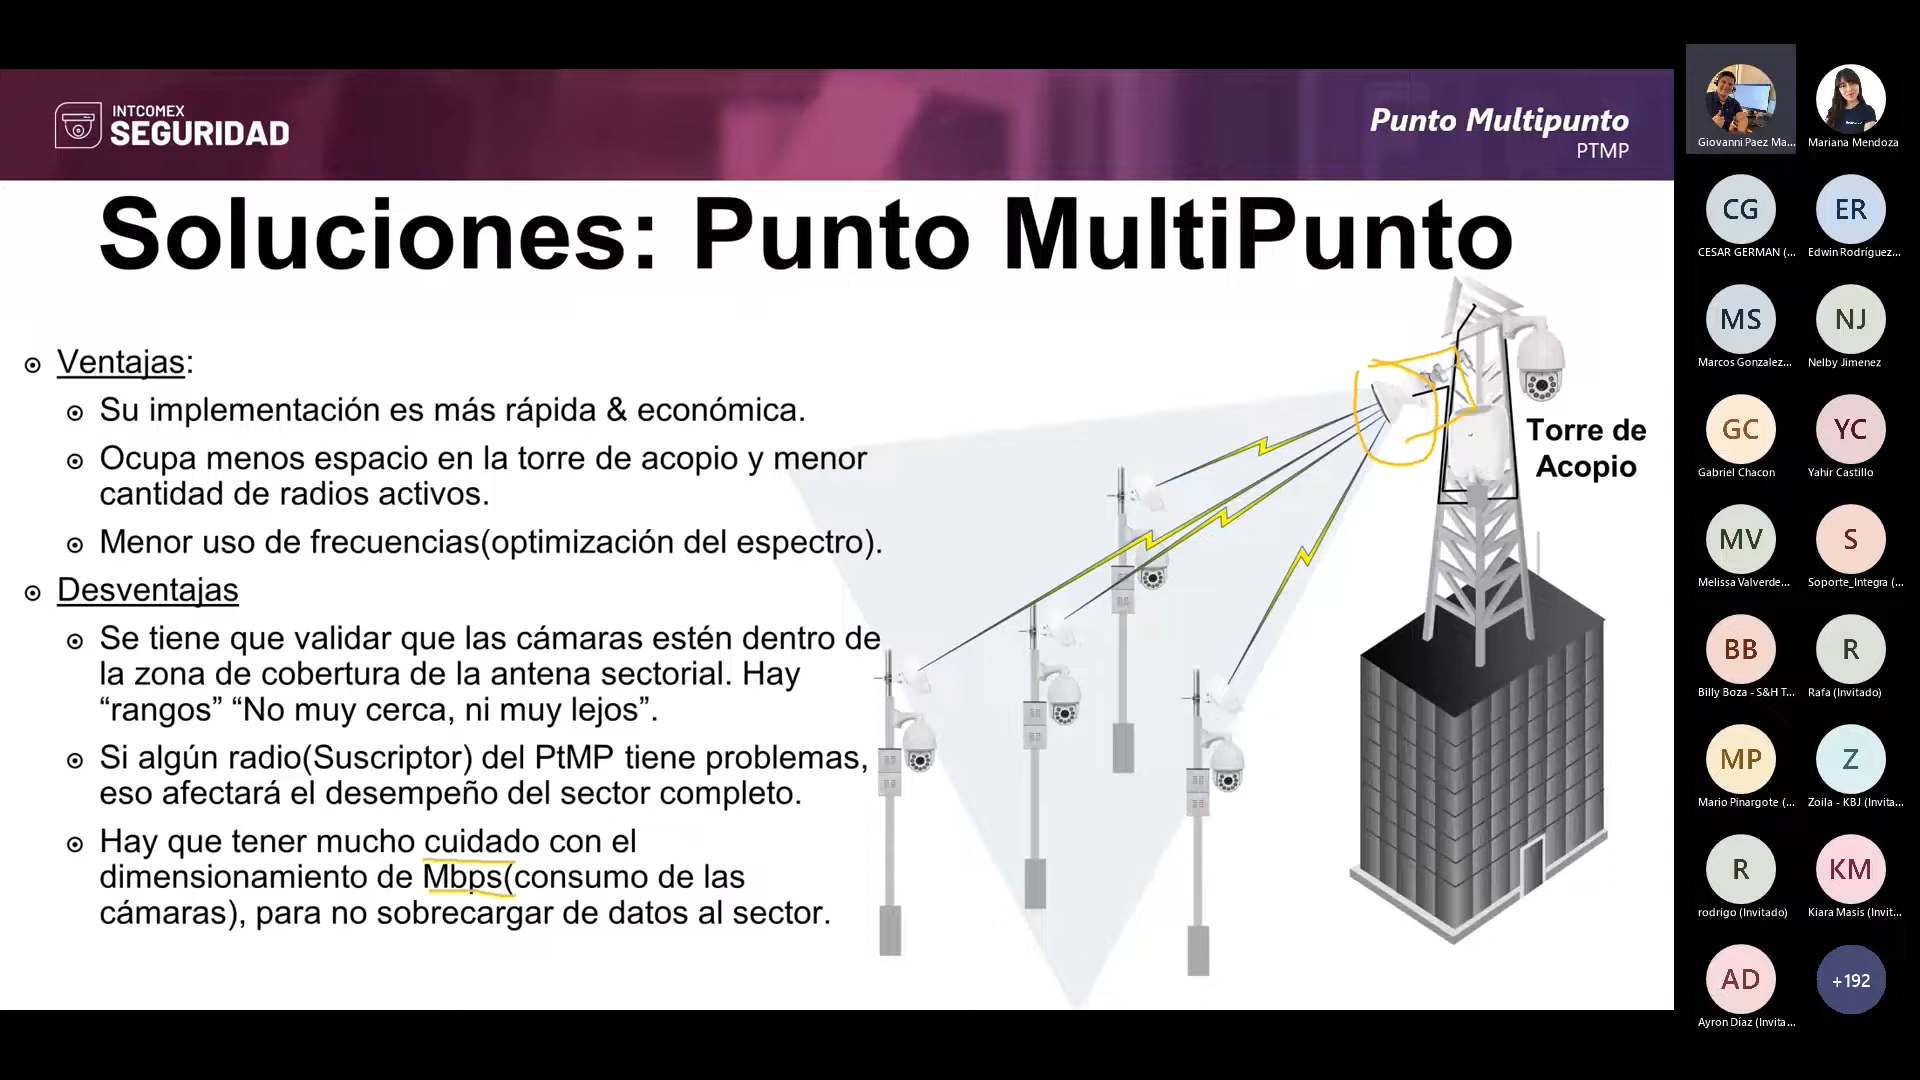 INTCOMEX
SEGURIDAD
Punto Multipunto
PTMP
Soluciones: Punto MultiPunto
Ventajas:
Su implementación es más rápida & económica.
Ocupa menos espacio en la torre de acopio y menor
cantidad de radios activos.
Menor uso de frecuencias(optimización del espectro).
Desventajas
Se tiene que validar que las cámaras estén dentro de
la zona de cobertura de la antena sectorial. Hay
“rangos” “No muy cerca, ni muy lejos”.
Si algún radio(Suscriptor) del PtMP tiene problemas,
eso afectará el desempeño del sector completo.
Hay que tener mucho cuidado con el
dimensionamiento de Mbps(consumo de las
cámaras), para no sobrecargar de datos al sector.
Torre de
Acopio
Giovanni Paez Ma...
Mariana Mendoza
CG
ER
CESAR GERMAN (...
Edwin Rodríguez...
MS
NJ
Marcos Gonzalez...
Nelby Jimenez
GC
YC
Gabriel Chacon
Yahir Castillo
MV
S
Melissa Valverde...
Soporte_Integra (...
BB
R
Billy Boza - S&H T...
Rafa (Invitado)
MP
Z
Mario Pinargote (...
Zoila - KBJ (Invita...
R
KM
rodrigo (Invitado)
Kiara Masis (Invit...
AD
+192
Ayron Díaz (Invita...